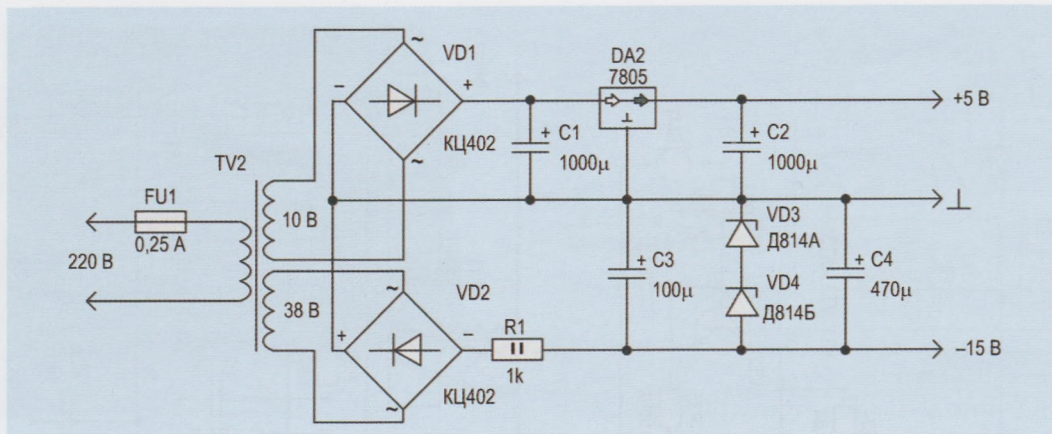 VD1
DA2
7805
+5 В
~
−
+
КЦ402
~
+ C1
1000μ
+ C2
1000μ
TV2
FU1
0,25 A
220 В
10 В
38 В
⊥
VD3
Д814А
+ C3
100μ
VD4
Д814Б
+ C4
470μ
~
VD2
+
−
R1
1k
–15 В
КЦ402
~